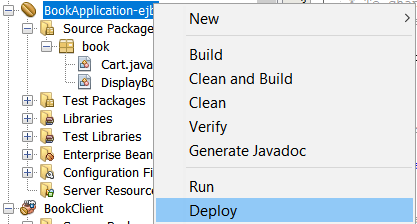 BookApplication-ejb
Source Package
book
Cart.java
DisplayBo
Test Packages
Libraries
Test Libraries
Enterprise Bean
Configuration Fi
Server Resourc
BookClient
New
Build
Clean and Build
Clean
Verify
Generate Javadoc
Run
Deploy